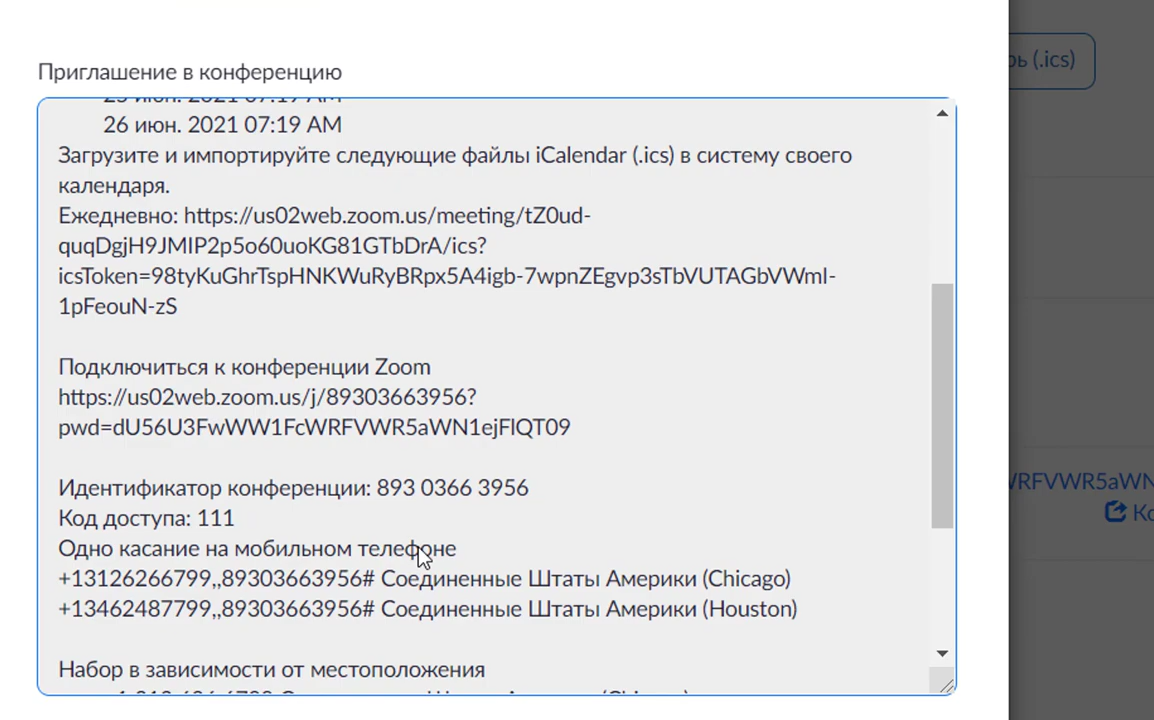 ь (.ics)
Приглашение в конференцию
26 июн. 2021 07:19 AM
Загрузите и импортируйте следующие файлы iCalendar (.ics) в систему своего
календаря.
Ежедневно: https://us02web.zoom.us/meeting/tZ0ud-
quqDgjH9JMIP2p5o60uoKG81GTbDrA/ics?
icsToken=98tyKuGhrTspHNKWuRyBRpx5A4igb-7wpnZEgvp3sTbVUTAGbVWmI-
1pFeouN-zS
Подключиться к конференции Zoom
https://us02web.zoom.us/j/89303663956?
pwd=dU56U3FwWW1FcWRFVWR5aWN1ejFlQT09
WRFVWR5aWN
Идентификатор конференции: 893 0366 3956
Ко
Код доступа: 111
Одно касание на мобильном телефоне
+13126266799,,89303663956# Соединенные Штаты Америки (Chicago)
+13462487799,,89303663956# Соединенные Штаты Америки (Houston)
Набор в зависимости от местоположения